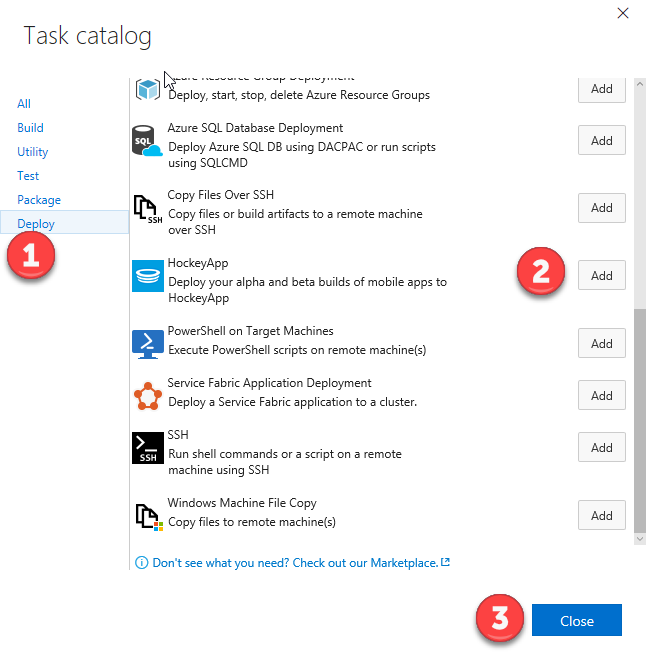 Task catalog
All
Build
Utility
Test
Package
Deploy
1
Azure Resource Group Deployment
Deploy, start, stop, delete Azure Resource Groups
Add
SQL
Azure SQL Database Deployment
Deploy Azure SQL DB using DACPAC or run scripts
using SQLCMD
Add
SSH
Copy Files Over SSH
Copy files or build artifacts to a remote machine
over SSH
Add
HockeyApp
Deploy your alpha and beta builds of mobile apps to
HockeyApp
2
Add
PowerShell on Target Machines
Execute PowerShell scripts on remote machine(s)
Add
Service Fabric Application Deployment
Deploy a Service Fabric application to a cluster.
Add
SSH
SSH
Run shell commands or a script on a remote
machine using SSH
Add
Windows Machine File Copy
Copy files to remote machine(s)
Add
Don't see what you need? Check out our Marketplace.
3
Close